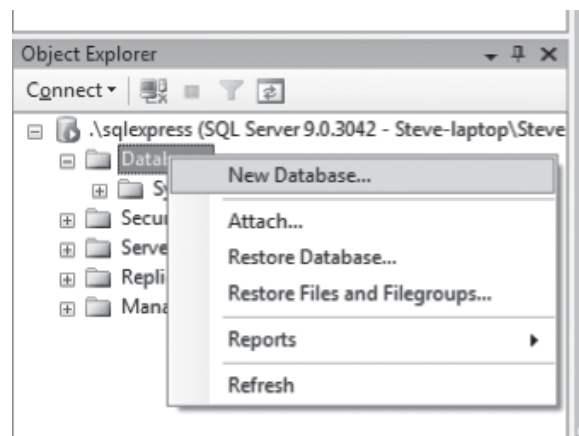 Object Explorer
Connect
.\sqlexpress (SQL Server 9.0.3042 - Steve-laptop\Steve
New Database...
Attach...
Restore Database...
Restore Files and Filegroups...
Reports
Refresh